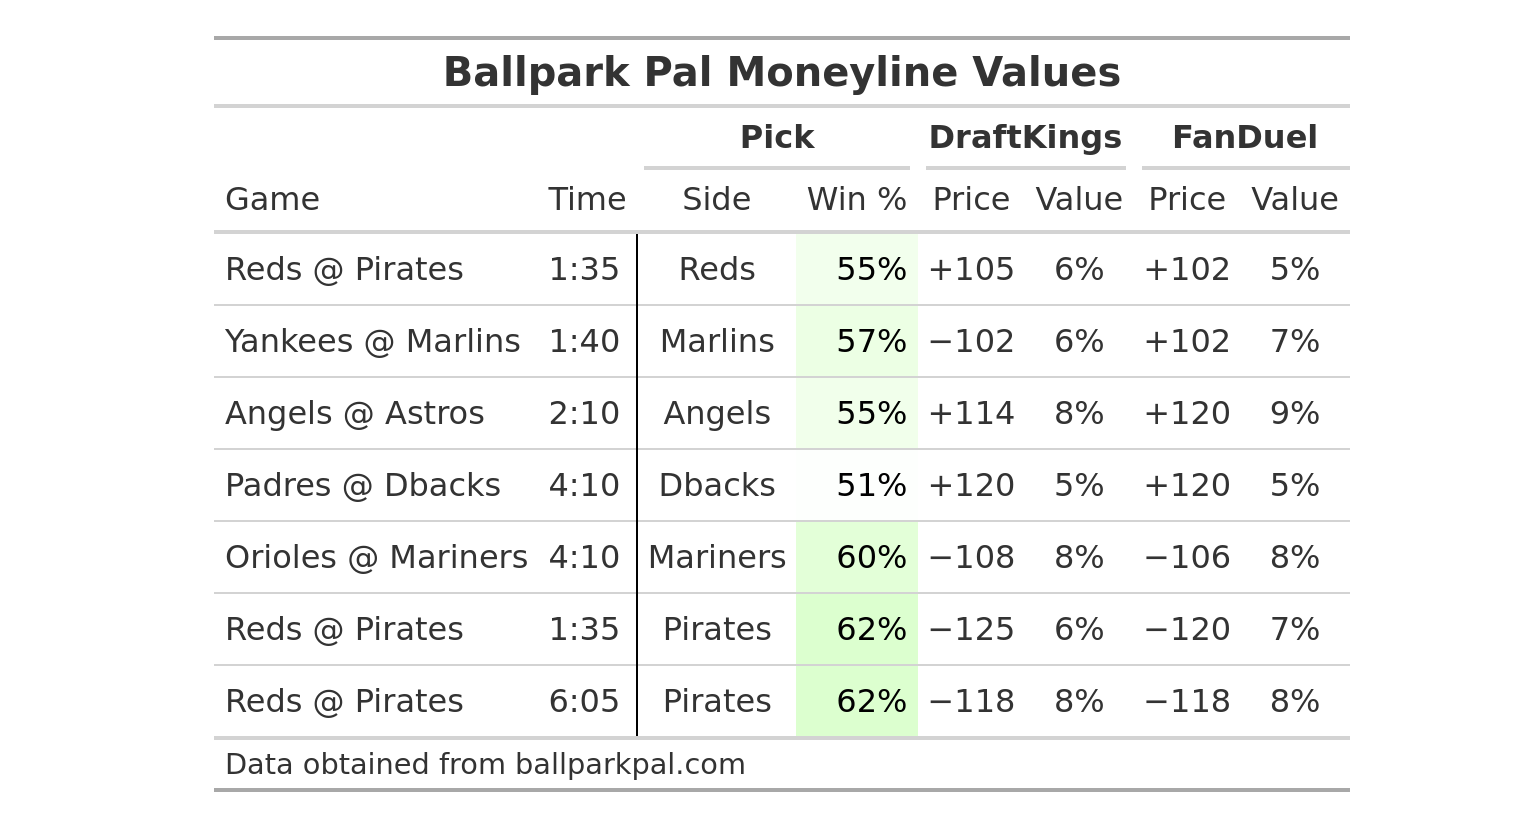 Ballpark Pal Moneyline Values
Pick DraftKings FanDuel
Game Time Side Win % Price Value Price Value
Reds @ Pirates 1:35 Reds 55% +105 6% +102 5%
Yankees @ Marlins 1:40 Marlins 57% −102 6% +102 7%
Angels @ Astros 2:10 Angels 55% +114 8% +120 9%
Padres @ Dbacks 4:10 Dbacks 51% +120 5% +120 5%
Orioles @ Mariners 4:10 Mariners 60% −108 8% −106 8%
Reds @ Pirates 1:35 Pirates 62% −125 6% −120 7%
Reds @ Pirates 6:05 Pirates 62% −118 8% −118 8%
Data obtained from ballparkpal.com